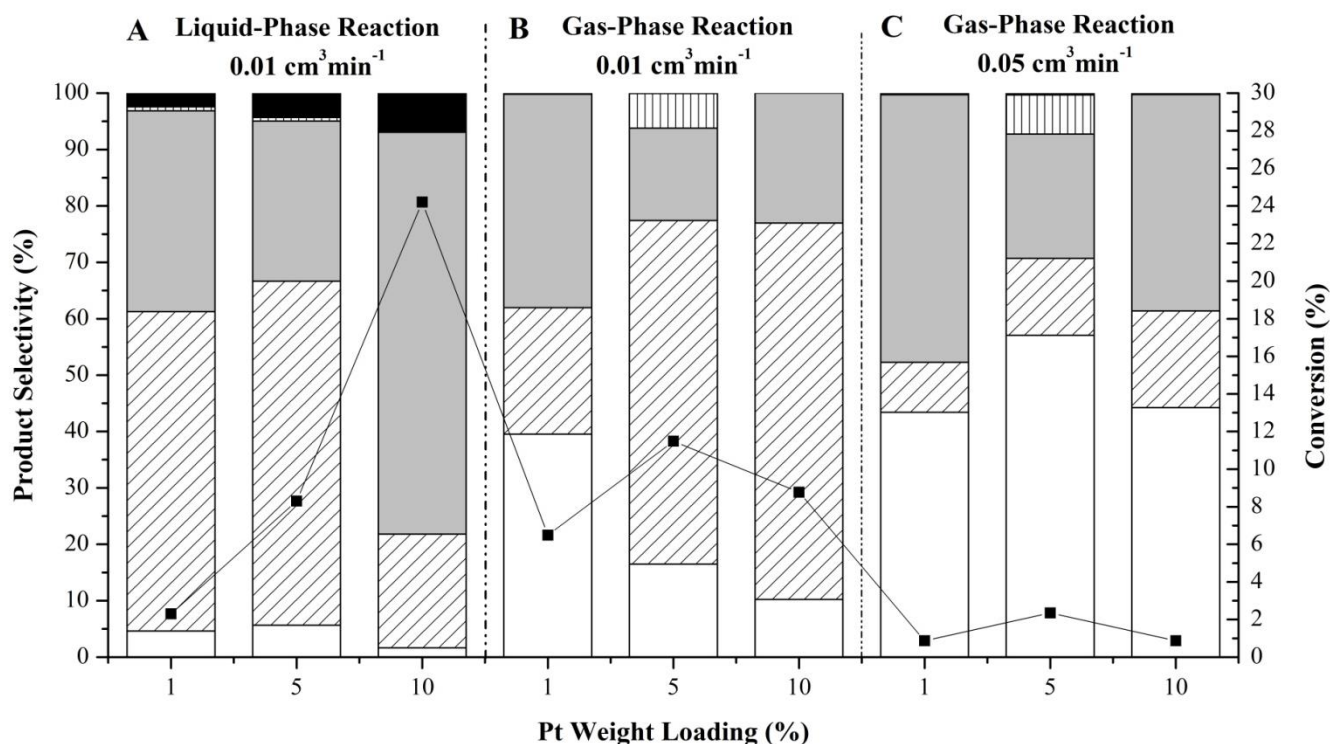 A Liquid-Phase Reaction
0.01 cm³min⁻¹
B Gas-Phase Reaction
0.01 cm³min⁻¹
C Gas-Phase Reaction
0.05 cm³min⁻¹
Product Selectivity (%)
100
90
80
70
60
50
40
30
20
10
0
1 5 10 1 5 10 1 5 10
Pt Weight Loading (%)
30
28
26
24
22
20
18
16
14
12
10
8
6
4
2
0
Conversion (%)